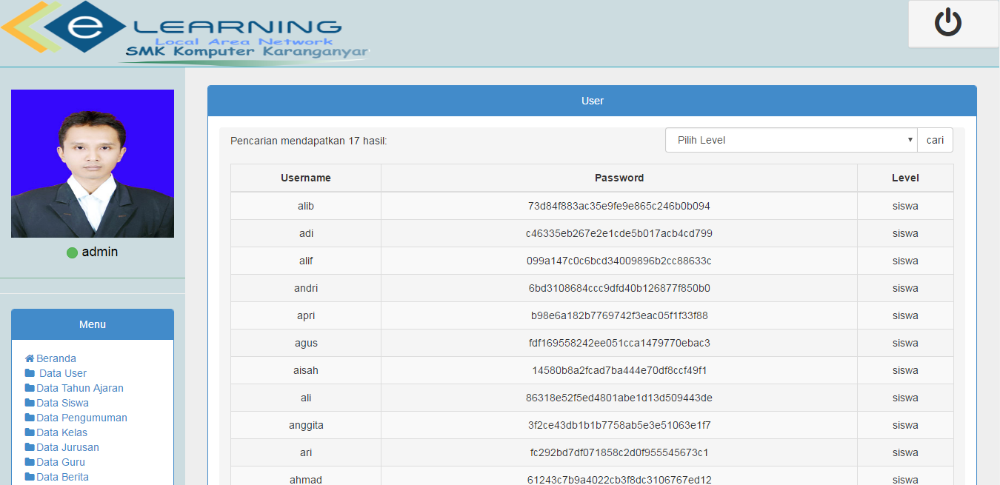 e LEARNING
Local Area Network
SMK Komputer Karanganyar
admin
Menu
Beranda
Data User
Data Tahun Ajaran
Data Siswa
Data Pengumuman
Data Kelas
Data Jurusan
Data Guru
Data Berita
User
Pencarian mendapatkan 17 hasil:
Pilih Level cari
Username Password Level
alib 73d84f883ac35e9fe9e865c246b0b094 siswa
adi c46335eb267e2e1cde5b017acb4cd799 siswa
alif 099a147c0c6bcd34009896b2cc88633c siswa
andri 6bd3108684ccc9dfd40b126877f850b0 siswa
apri b98e6a182b7769742f3eac05f1f33f88 siswa
agus fdf169558242ee051cca1479770ebac3 siswa
aisah 14580b8a2fcad7ba444e70df8ccf49f1 siswa
ali 86318e52f5ed4801abe1d13d509443de siswa
anggita 3f2ce43db1b1b7758ab5e3e51063e1f7 siswa
ari fc292bd7df071858c2d0f955545673c1 siswa
ahmad 61243c7b9a4022cb3f8dc3106767ed12 siswa